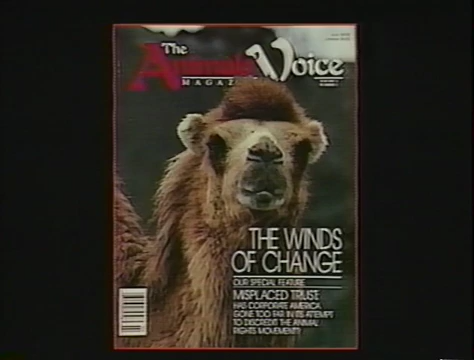 The
Animals' Voice
MAGAZINE
THE WINDS
OF CHANGE
OUR SPECIAL FEATURE
MISPLACED TRUST:
HAS CORPORATE AMERICA
GONE TOO FAR IN ITS ATTEMPT
TO DISCREDIT THE ANIMAL
RIGHTS MOVEMENT?